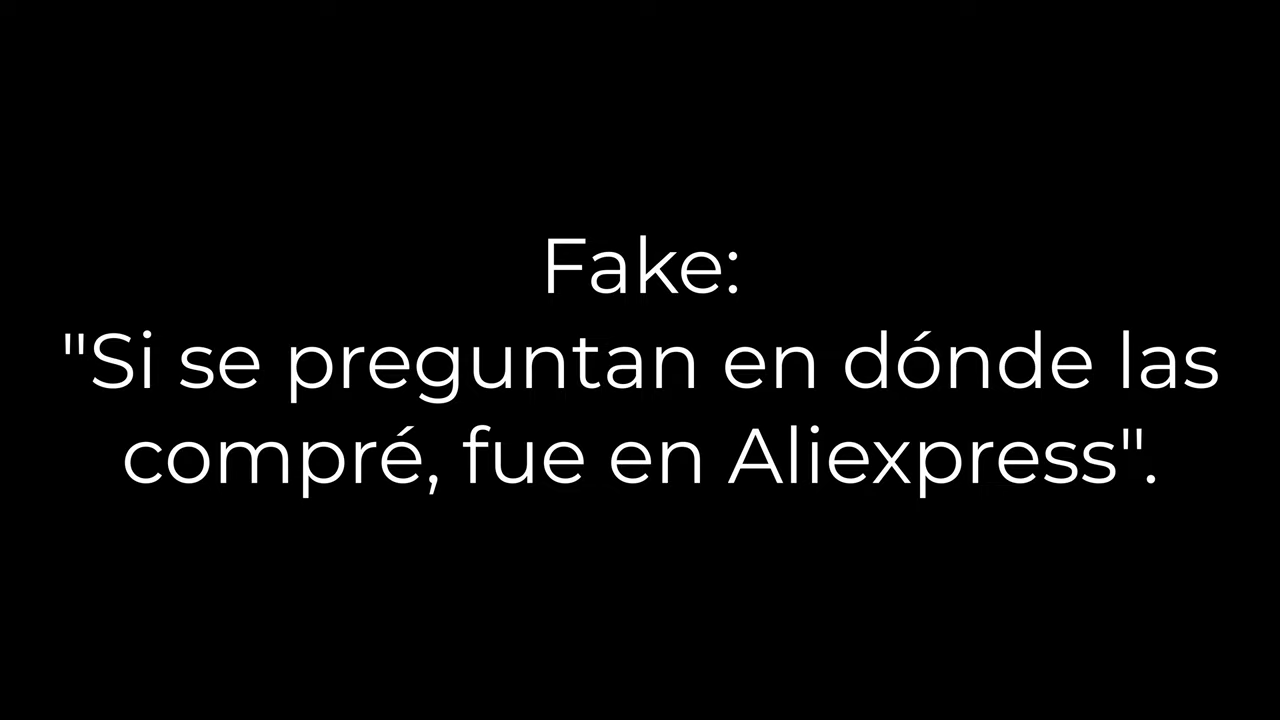 Fake:
"Si se preguntan en dónde las
compré, fue en Aliexpress".